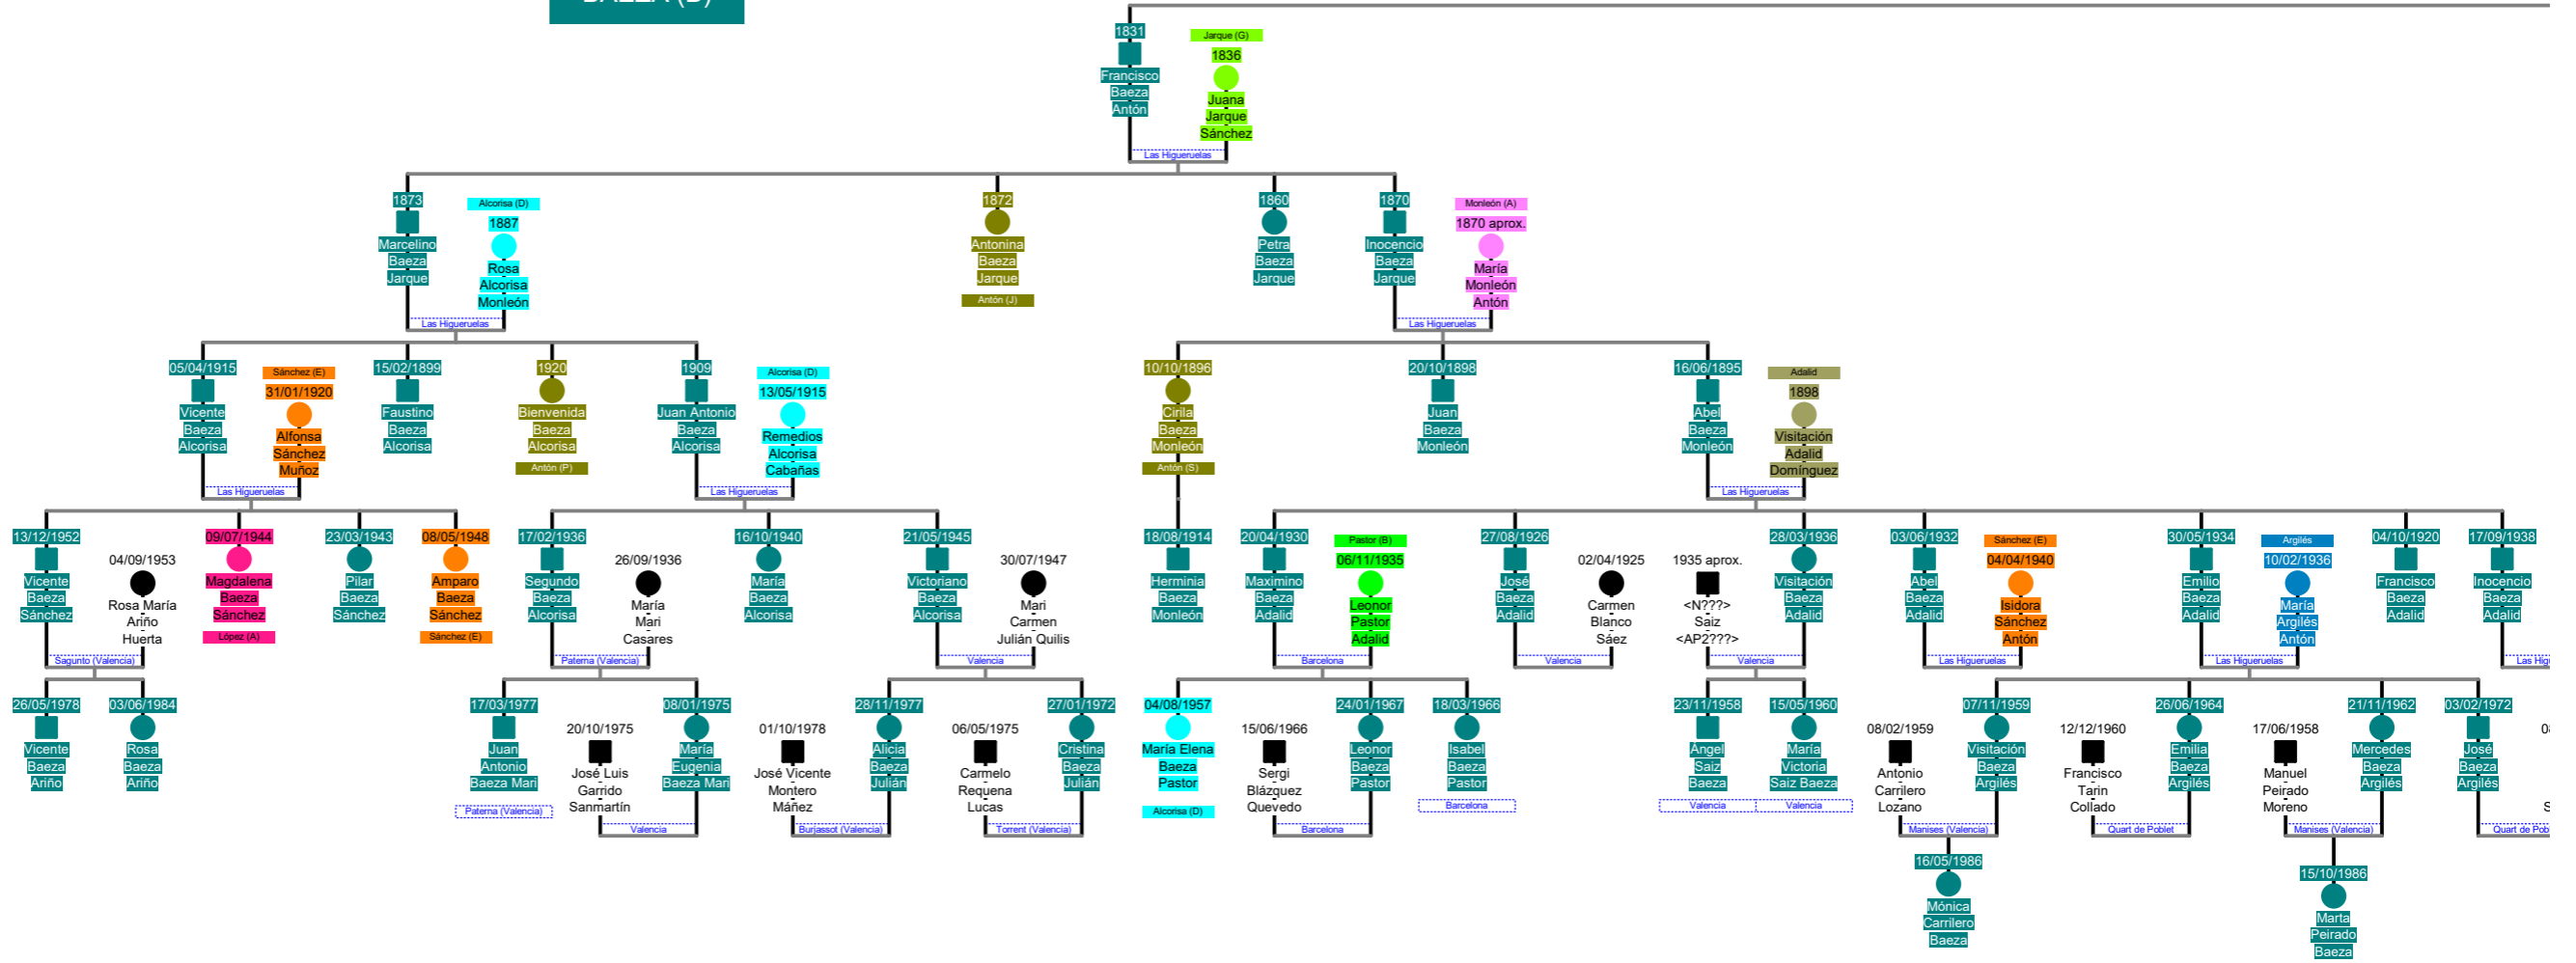 BAEZA (B)
1831
Francisco
Baeza
Antón
Jarque (G)
1836
Juana
Jarque
Sánchez
Las Higueruelas
1873
Marcelino
Baeza
Jarque
Alcorisa (D)
1887
Rosa
Alcorisa
Monleón
Las Higueruelas
1872
Antonina
Baeza
Jarque
Antón (J)
1860
Petra
Baeza
Jarque
1870
Inocencio
Baeza
Jarque
Monleón (A)
1870 aprox.
María
Monleón
Antón
Las Higueruelas
05/04/1915
Vicente
Baeza
Alcorisa
Sánchez (E)
31/01/1920
Alfonsa
Sánchez
Muñoz
Las Higueruelas
15/02/1899
Faustino
Baeza
Alcorisa
1920
Bienvenida
Baeza
Alcorisa
Antón (P)
1909
Juan Antonio
Baeza
Alcorisa
Alcorisa (D)
13/05/1915
Remedios
Alcorisa
Cabañas
Las Higueruelas
10/10/1896
Cirila
Baeza
Monleón
Antón (S)
20/10/1898
Juan
Baeza
Monleón
16/06/1895
Abel
Baeza
Monleón
Adalid
1898
Visitación
Adalid
Domínguez
Las Higueruelas
13/12/1952
Vicente
Baeza
Sánchez
04/09/1953
Rosa María
Ariño
Huerta
Sagunto (Valencia)
09/07/1944
Magdalena
Baeza
Sánchez
López (A)
23/03/1943
Pilar
Baeza
Sánchez
08/05/1948
Amparo
Baeza
Sánchez
Sánchez (E)
17/02/1936
Segundo
Baeza
Alcorisa
26/09/1936
María
Mari
Casares
Paterna (Valencia)
16/10/1940
María
Baeza
Alcorisa
21/05/1945
Victoriano
Baeza
Alcorisa
30/07/1947
Mari
Carmen
Julián Quilis
Valencia
18/08/1914
Herminia
Baeza
Monleón
20/04/1930
Maximino
Baeza
Adalid
Pastor (B)
06/11/1935
Leonor
Pastor
Adalid
Barcelona
27/08/1926
José
Baeza
Adalid
02/04/1925
Carmen
Blanco
Sáez
Valencia
1935 aprox.
<N???>
Saiz
<AP2???>
28/03/1936
Visitación
Baeza
Adalid
Valencia
03/06/1932
Abel
Baeza
Adalid
Sánchez (E)
04/04/1940
Isidora
Sánchez
Antón
Las Higueruelas
30/05/1934
Emilio
Baeza
Adalid
Argilés
10/02/1936
María
Argilés
Antón
Las Higueruelas
04/10/1920
Francisco
Baeza
Adalid
17/09/1938
Inocencio
Baeza
Adalid
Las Hig
26/05/1978
Vicente
Baeza
Ariño
03/06/1984
Rosa
Baeza
Ariño
17/03/1977
Juan
Antonio
Baeza Mari
Paterna (Valencia)
20/10/1975
José Luis
Garrido
Sanmartín
08/01/1975
María
Eugenia
Baeza Mari
Valencia
01/10/1978
José Vicente
Montero
Máñez
28/11/1977
Alicia
Baeza
Julián
Burjassot (Valencia)
06/05/1975
Carmelo
Requena
Lucas
27/01/1972
Cristina
Baeza
Julián
Torrent (Valencia)
04/08/1957
María Elena
Baeza
Pastor
Alcorisa (D)
15/06/1966
Sergi
Blázquez
Quevedo
24/01/1967
Leonor
Baeza
Pastor
Barcelona
18/03/1966
Isabel
Baeza
Pastor
Barcelona
23/11/1958
Ángel
Saiz
Baeza
Valencia
15/05/1960
María
Victoria
Saiz Baeza
Valencia
08/02/1959
Antonio
Carrilero
Lozano
07/11/1959
Visitación
Baeza
Argilés
Manises (Valencia)
12/12/1960
Francisco
Tarin
Collado
26/06/1964
Emilia
Baeza
Argilés
Quart de Poblet
17/06/1958
Manuel
Peirado
Moreno
21/11/1962
Mercedes
Baeza
Argilés
Manises (Valencia)
03/02/1972
José
Baeza
Argilés
Quart de Pob
16/05/1986
Mónica
Carrilero
Baeza
15/10/1986
Marta
Peirado
Baeza